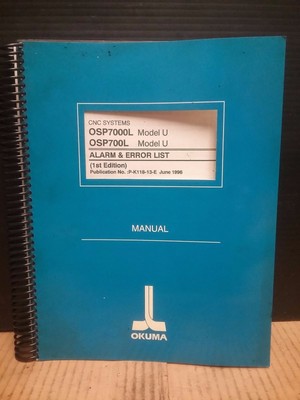 CNC SYSTEMS
OSP7000L Model U
OSP700L Model U
ALARM & ERROR LIST
(1st Edition)
Publication No. :P-K116-13-E June 1996
MANUAL
OKUMA